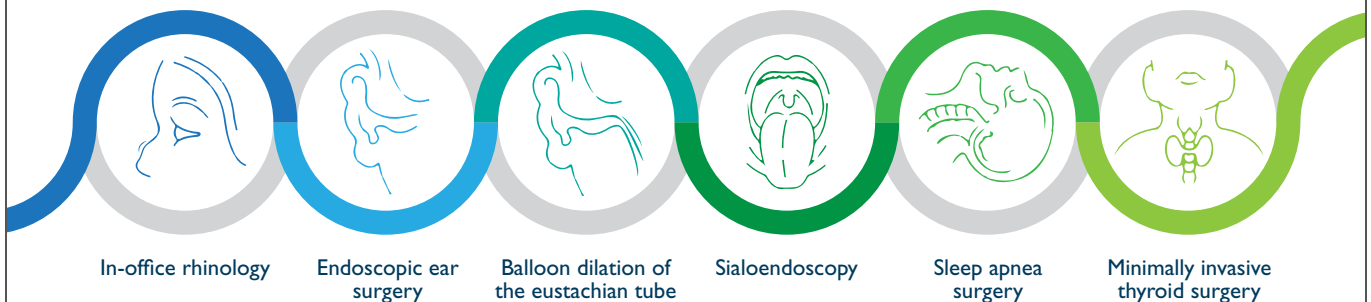 In-office rhinology
Endoscopic ear
surgery
Balloon dilation of
the eustachian tube
Sialoendoscopy
Sleep apnea
surgery
Minimally invasive
thyroid surgery